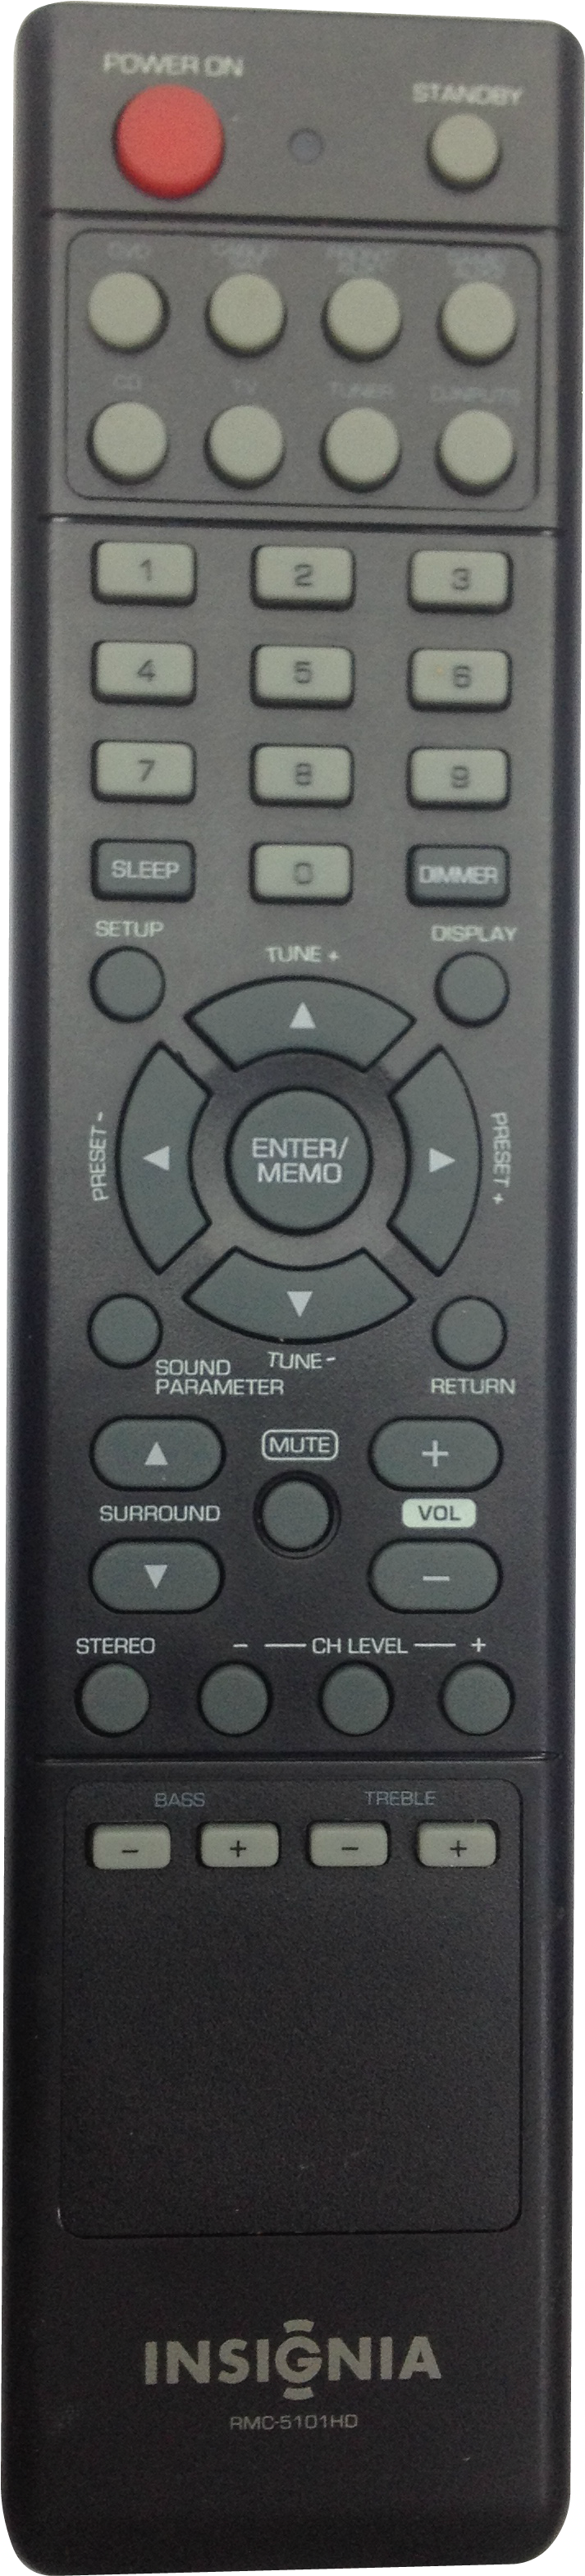 POWER ON
STANDBY
DVD
CD TV TUNER D.INPUTS
1 2 3
4 5 6
7 8 9
SLEEP 0 DIMMER
SETUP DISPLAY
TUNE +
PRESET -
ENTER/
MEMO
PRESET +
TUNE -
SOUND
PARAMETER
RETURN
MUTE
+
SURROUND
VOL
-
STEREO - CH LEVEL +
BASS TREBLE
- + - +
INSIGNIA
RMC-5101HD